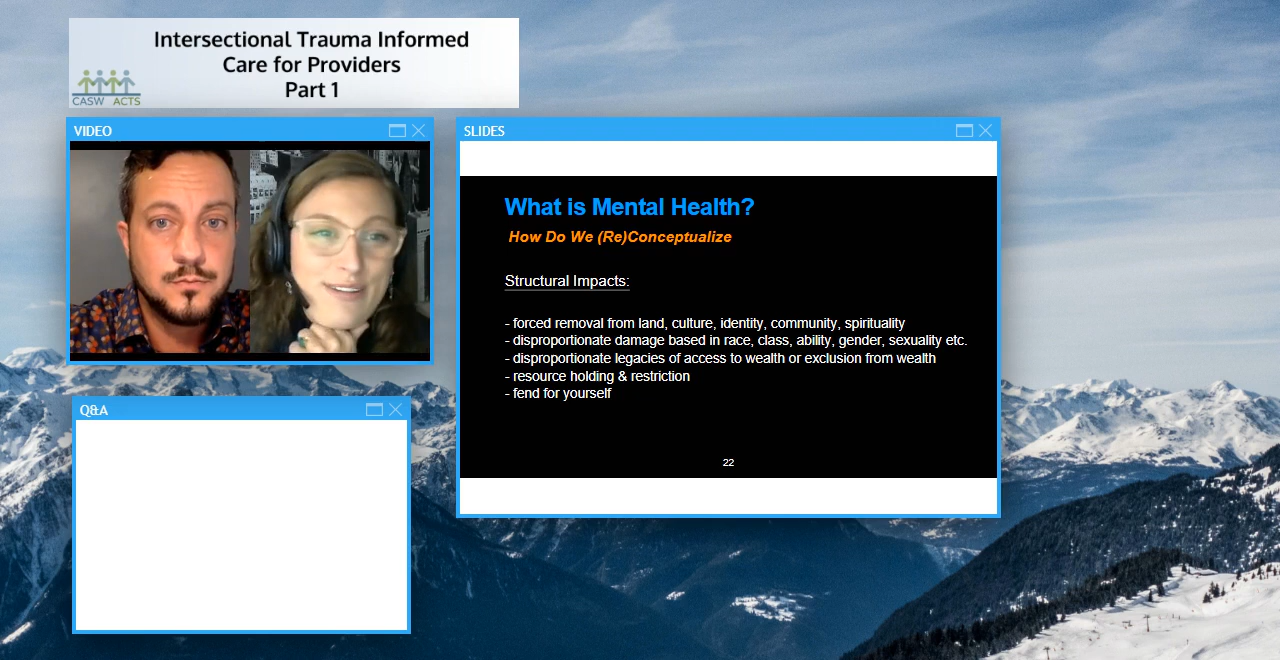 Intersectional Trauma Informed
Care for Providers
Part 1
CASW ACTS
VIDEO
SLIDES
What is Mental Health?
How Do We (Re)Conceptualize
Structural Impacts:
- forced removal from land, culture, identity, community, spirituality
- disproportionate damage based in race, class, ability, gender, sexuality etc.
- disproportionate legacies of access to wealth or exclusion from wealth
- resource holding & restriction
- fend for yourself
22
Q&A